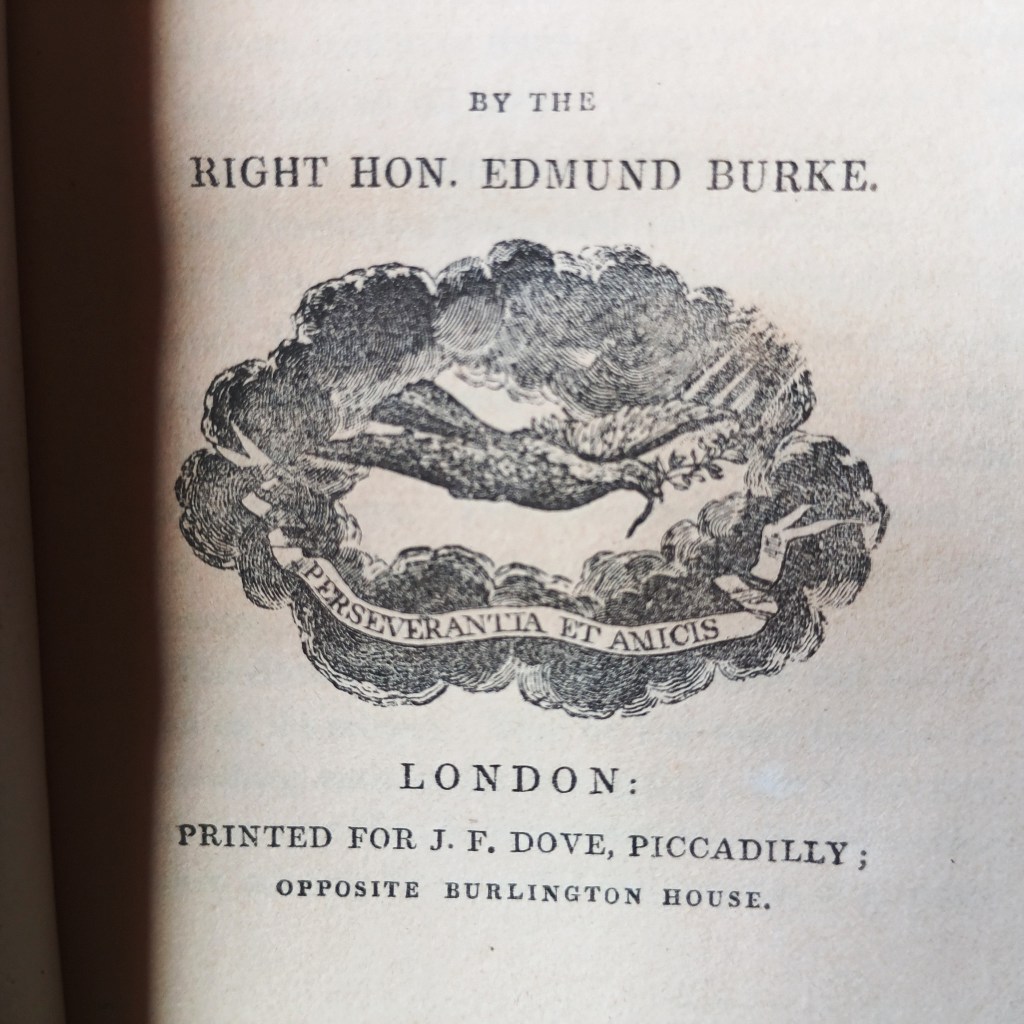 BY THE
RIGHT HON. EDMUND BURKE.
PERSEVERANTIA ET AMICIS
LONDON:
PRINTED FOR J. F. DOVE, PICCADILLY;
OPPOSITE BURLINGTON HOUSE.